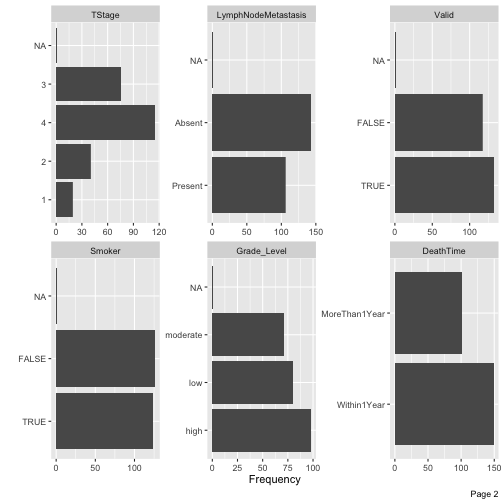 TStage LymphNodeMetastasis Valid
NA NA NA
3
Absent FALSE
4
2
Present TRUE
1
0 30 60 90 120 0 50 100 150 0 50 100
Smoker Grade_Level DeathTime
NA NA
MoreThan1Year
moderate
FALSE
low
Within1Year
TRUE
high
0 50 100 0 25 50 75 100 0 50 100 150
Frequency
Page 2